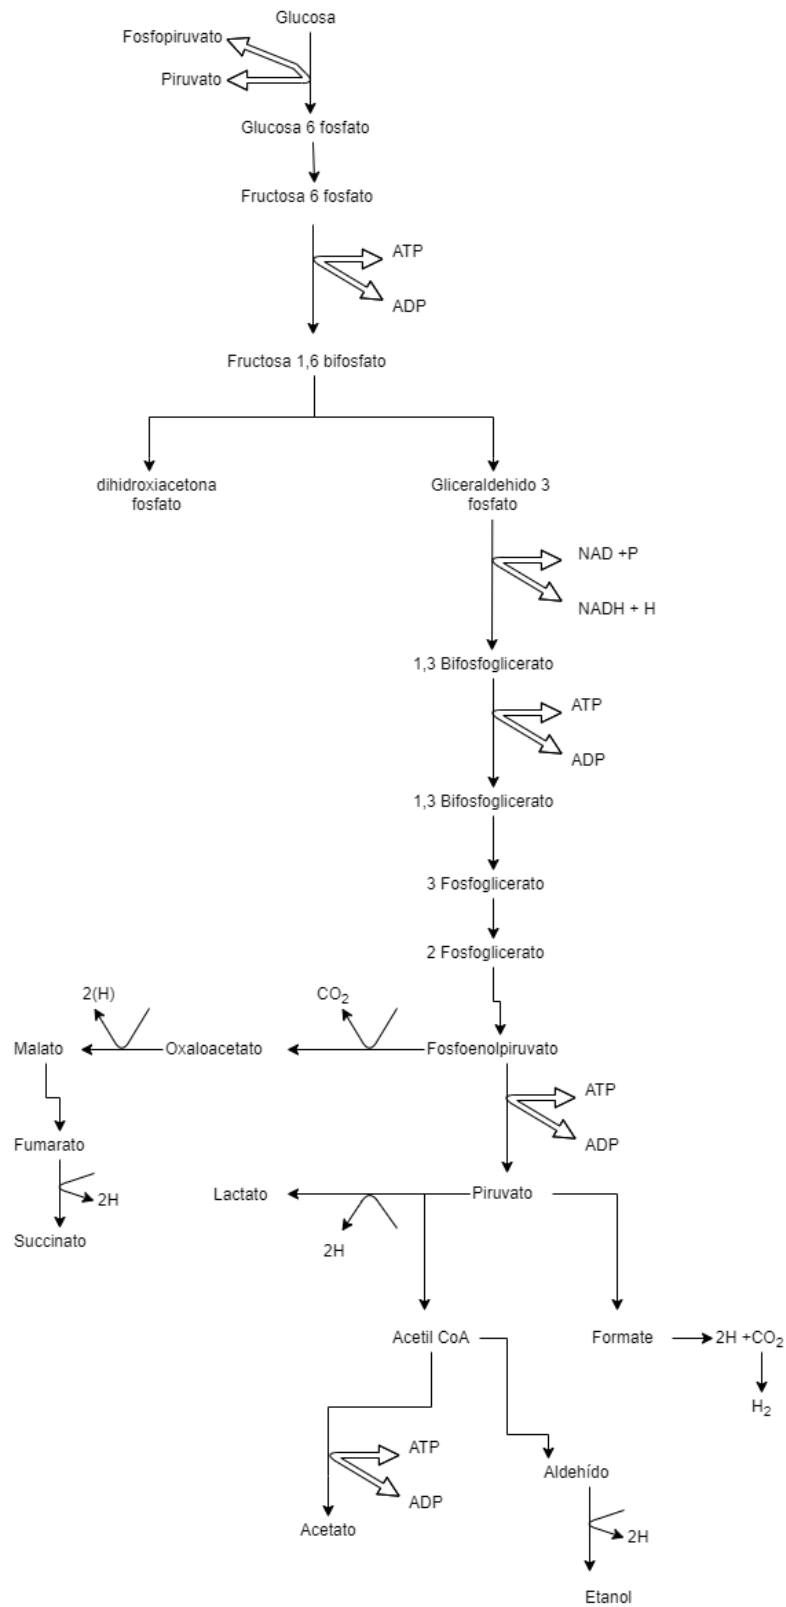 Glucosa
Fosfopiruvato
Piruvato
Glucosa 6 fosfato
Fructosa 6 fosfato
ATP
ADP
Fructosa 1,6 bifosfato
dihidroxiacetona
fosfato
Gliceraldehido 3
fosfato
NAD +P
NADH + H
1,3 Bifosfoglicerato
ATP
ADP
1,3 Bifosfoglicerato
3 Fosfoglicerato
2 Fosfoglicerato
2(H)
CO2
Malato
Oxaloacetato
Fosfoenolpiruvato
ATP
ADP
Fumarato
2H
Succinato
Lactato
Piruvato
2H
Acetil CoA
Formate
2H +CO2
H2
ATP
ADP
Acetato
Aldehído
2H
Etanol